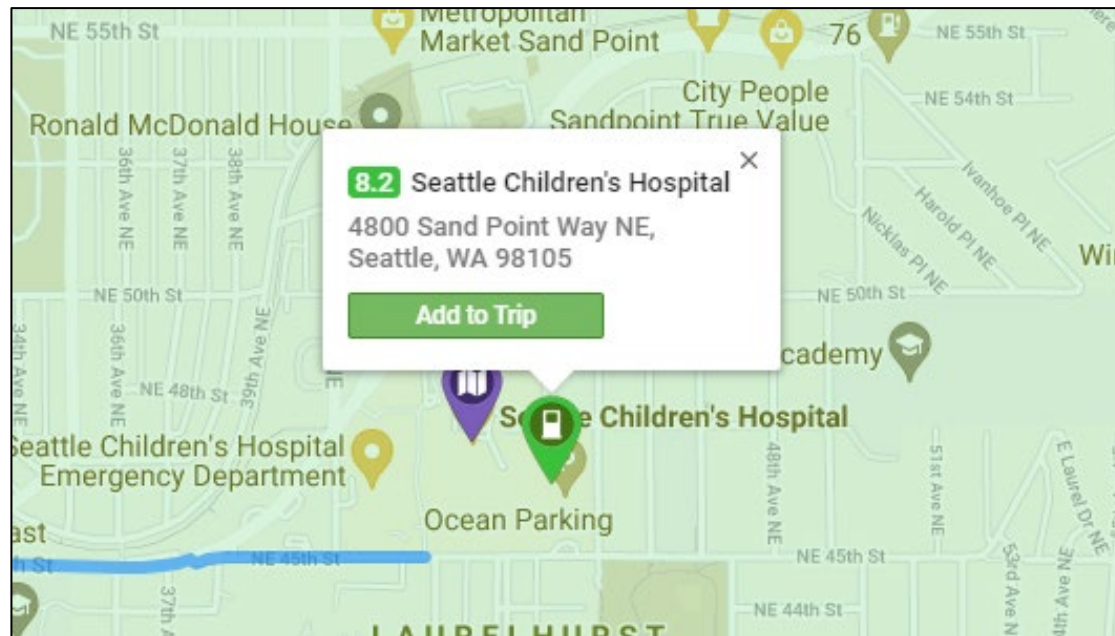 NE 55th St
Metropolitan
Market Sand Point
76
NE 55th St
City People
Sandpoint True Value
NE 54th St
Ronald McDonald House
36th Ave NE
37th Ave NE
38th Ave NE
8.2 Seattle Children's Hospital
4800 Sand Point Way NE,
Seattle, WA 98105
Add to Trip
Ivanhoe Pl NE
Harold Pl NE
Nicklas Pl NE
NE 50th St
NE 50th St
34th Ave NE
36th Ave NE
39th Ave NE
NE 48th St
Children's Hospital
Seattle Children's Hospital
Emergency Department
Ocean Parking
48th Ave NE
51st Ave NE
E Laurel Dr NE
NE 45th St
NE 45th St
37th
53rd Ave NE
NE 44th St
LAURELHURST